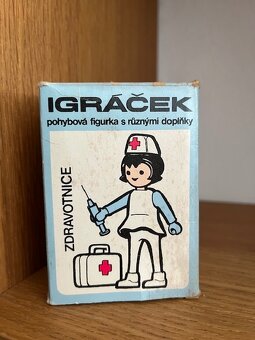 IGRÁČEK
pohybová figurka s různými doplňky
ZDRAVOTNICE